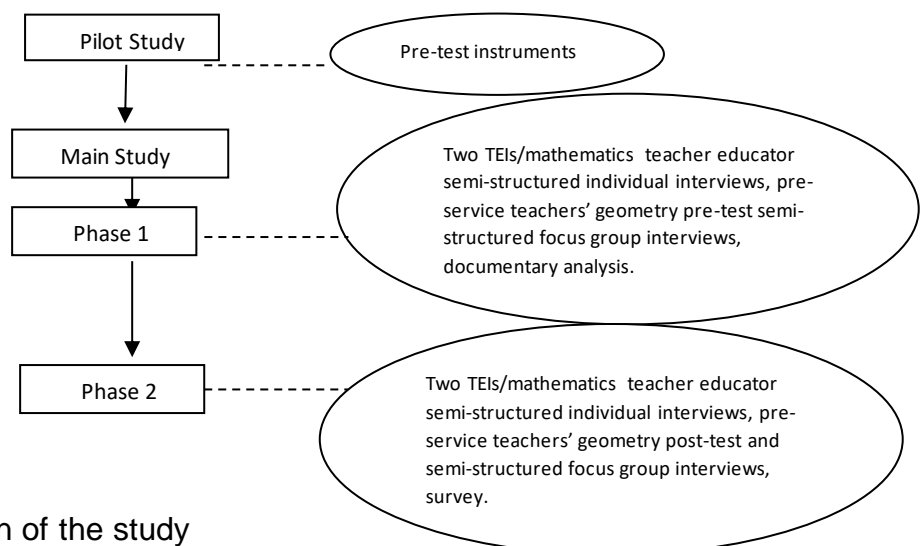 Pilot Study
Pre-test instruments
Main Study
Two TEIs/mathematics teacher educator
semi-structured individual interviews, pre-
service teachers' geometry pre-test semi-
structured focus group interviews,
documentary analysis.
Phase 1
Phase 2
Two TEIs/mathematics teacher educator
semi-structured individual interviews, pre-
service teachers' geometry post-test and
semi-structured focus group interviews,
survey.
of the study